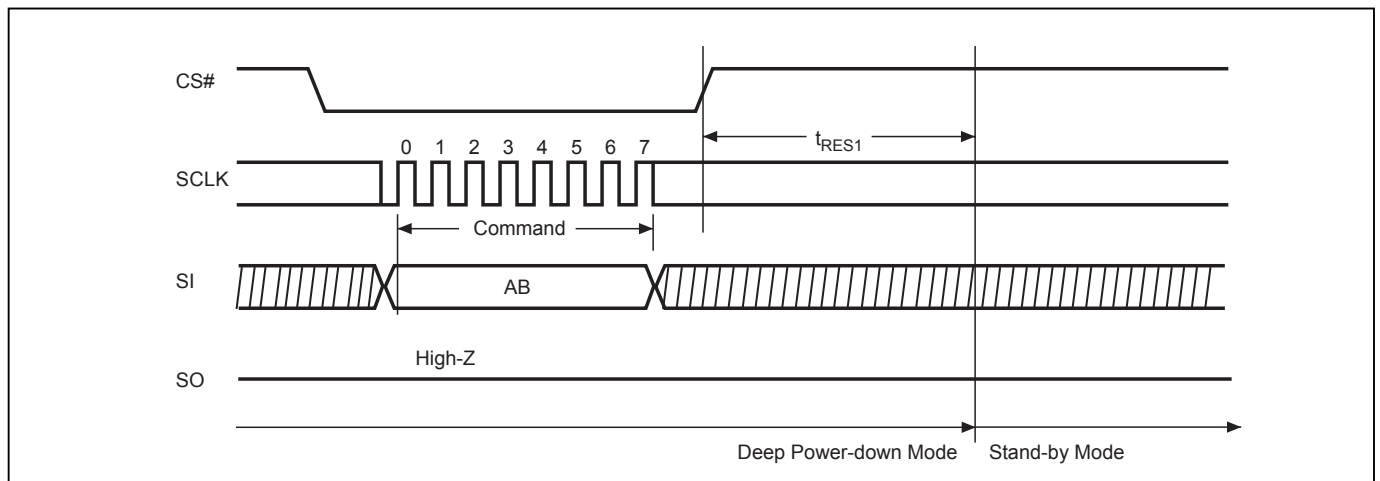 CS#
tRES1
0 1 2 3 4 5 6 7
SCLK
Command
SI
AB
High-Z
SO
Deep Power-down Mode Stand-by Mode